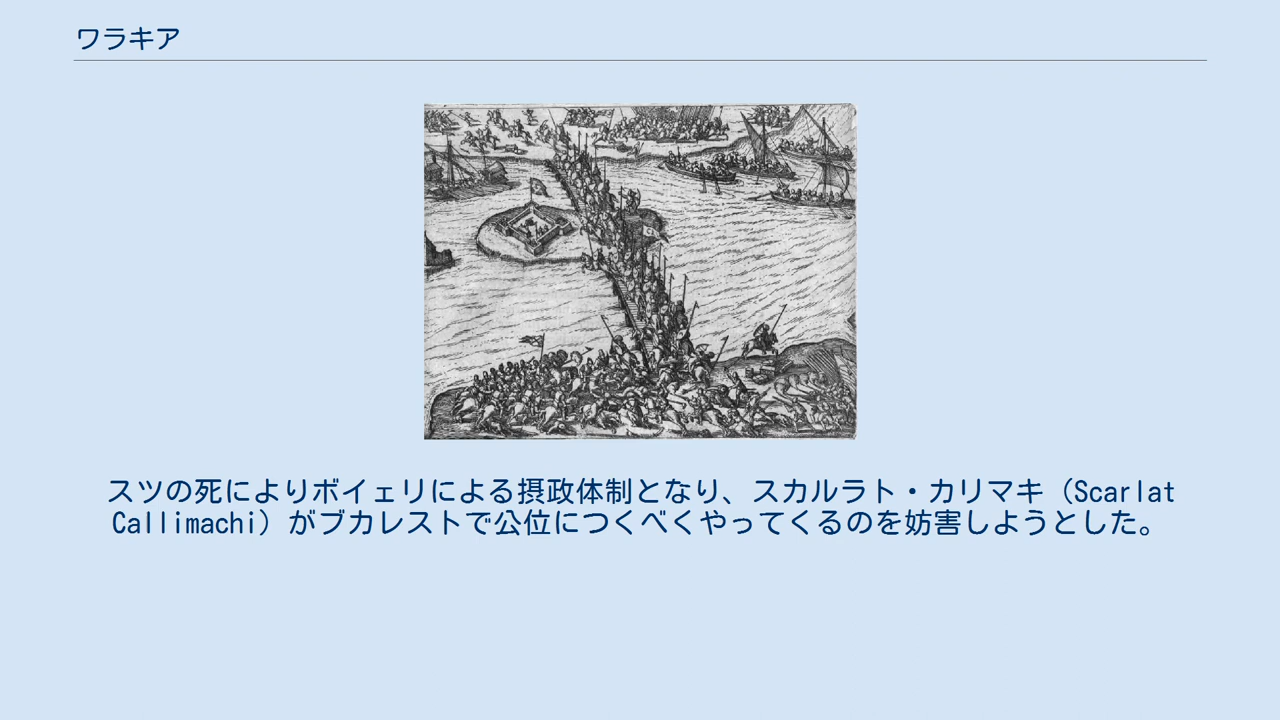 ワラキア
スツの死によりボイェリによる摂政体制となり、スカルラト・カリマキ（Scarlat
Callimachi）がブカレストで公位につくべくやってくるのを妨害しようとした。